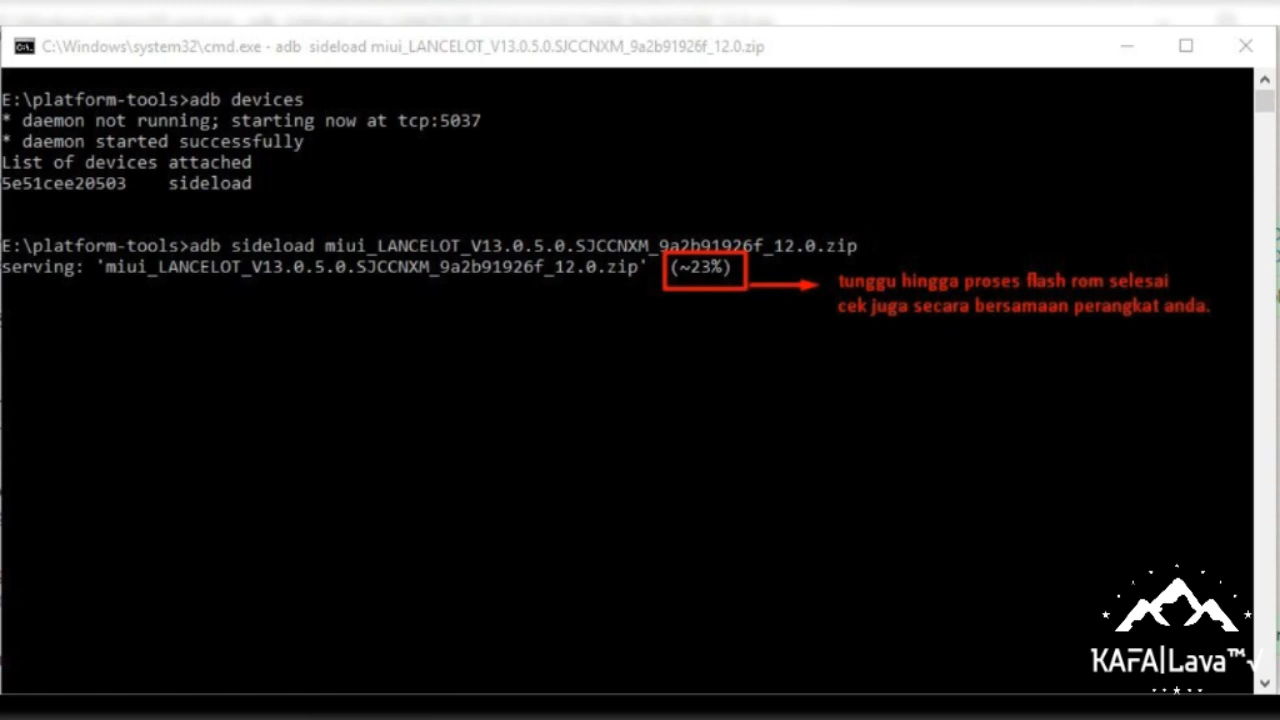 C:\Windows\system32\cmd.exe - adb  sideload miui_LANCELOT_V13.0.5.0.SJCCNXM_9a2b91926f_12.0.zip
E:\platform-tools>adb devices
* daemon not running; starting now at tcp:5037
* daemon started successfully
List of devices attached
5e51cee20503    sideload
E:\platform-tools>adb sideload miui_LANCELOT_V13.0.5.0.SJCCNXM_9a2b91926f_12.0.zip
serving: 'miui_LANCELOT_V13.0.5.0.SJCCNXM_9a2b91926f_12.0.zip'  (~23%)
tunggu hingga proses flash rom selesai
cek juga secara bersamaan perangkat anda.
KAFA|Lava™√